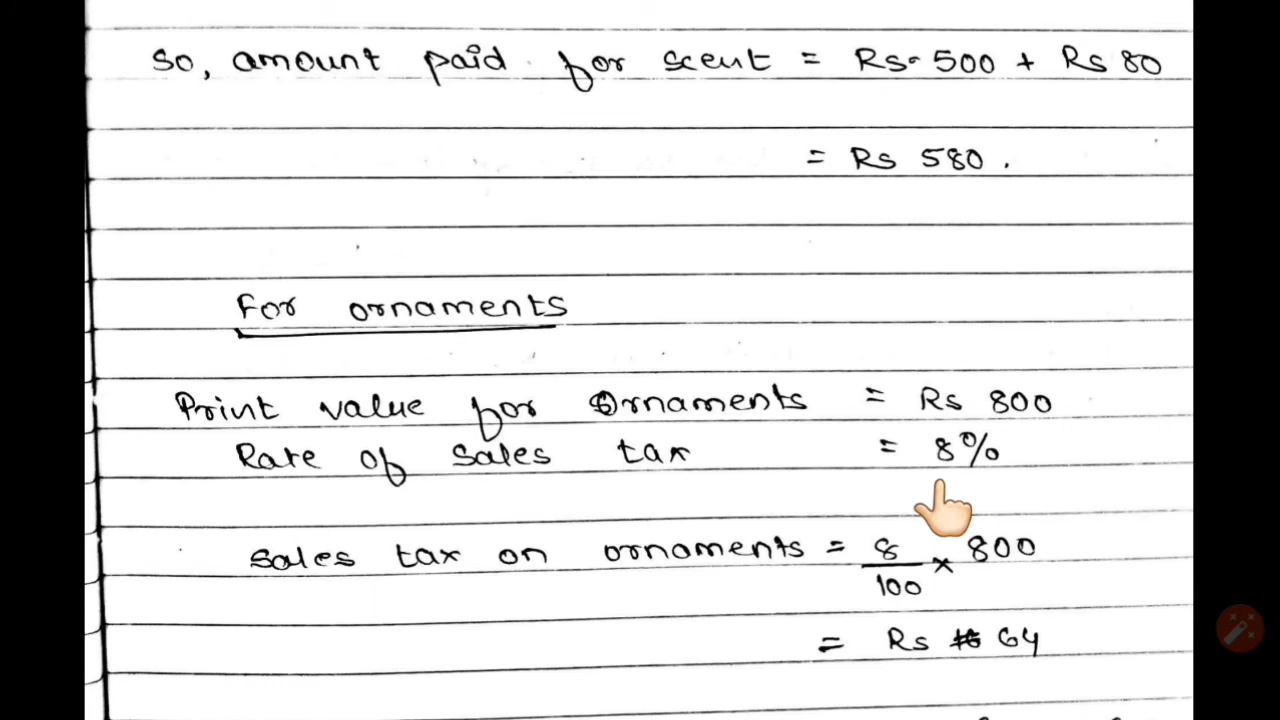 So, amount paid for scent = Rs. 500 + Rs 80
= Rs 580.
For ornaments
Print value for Ornaments = Rs 800
Rate of Sales tax = 8%
Sales tax on ornaments = 8/100 × 800
= Rs 64